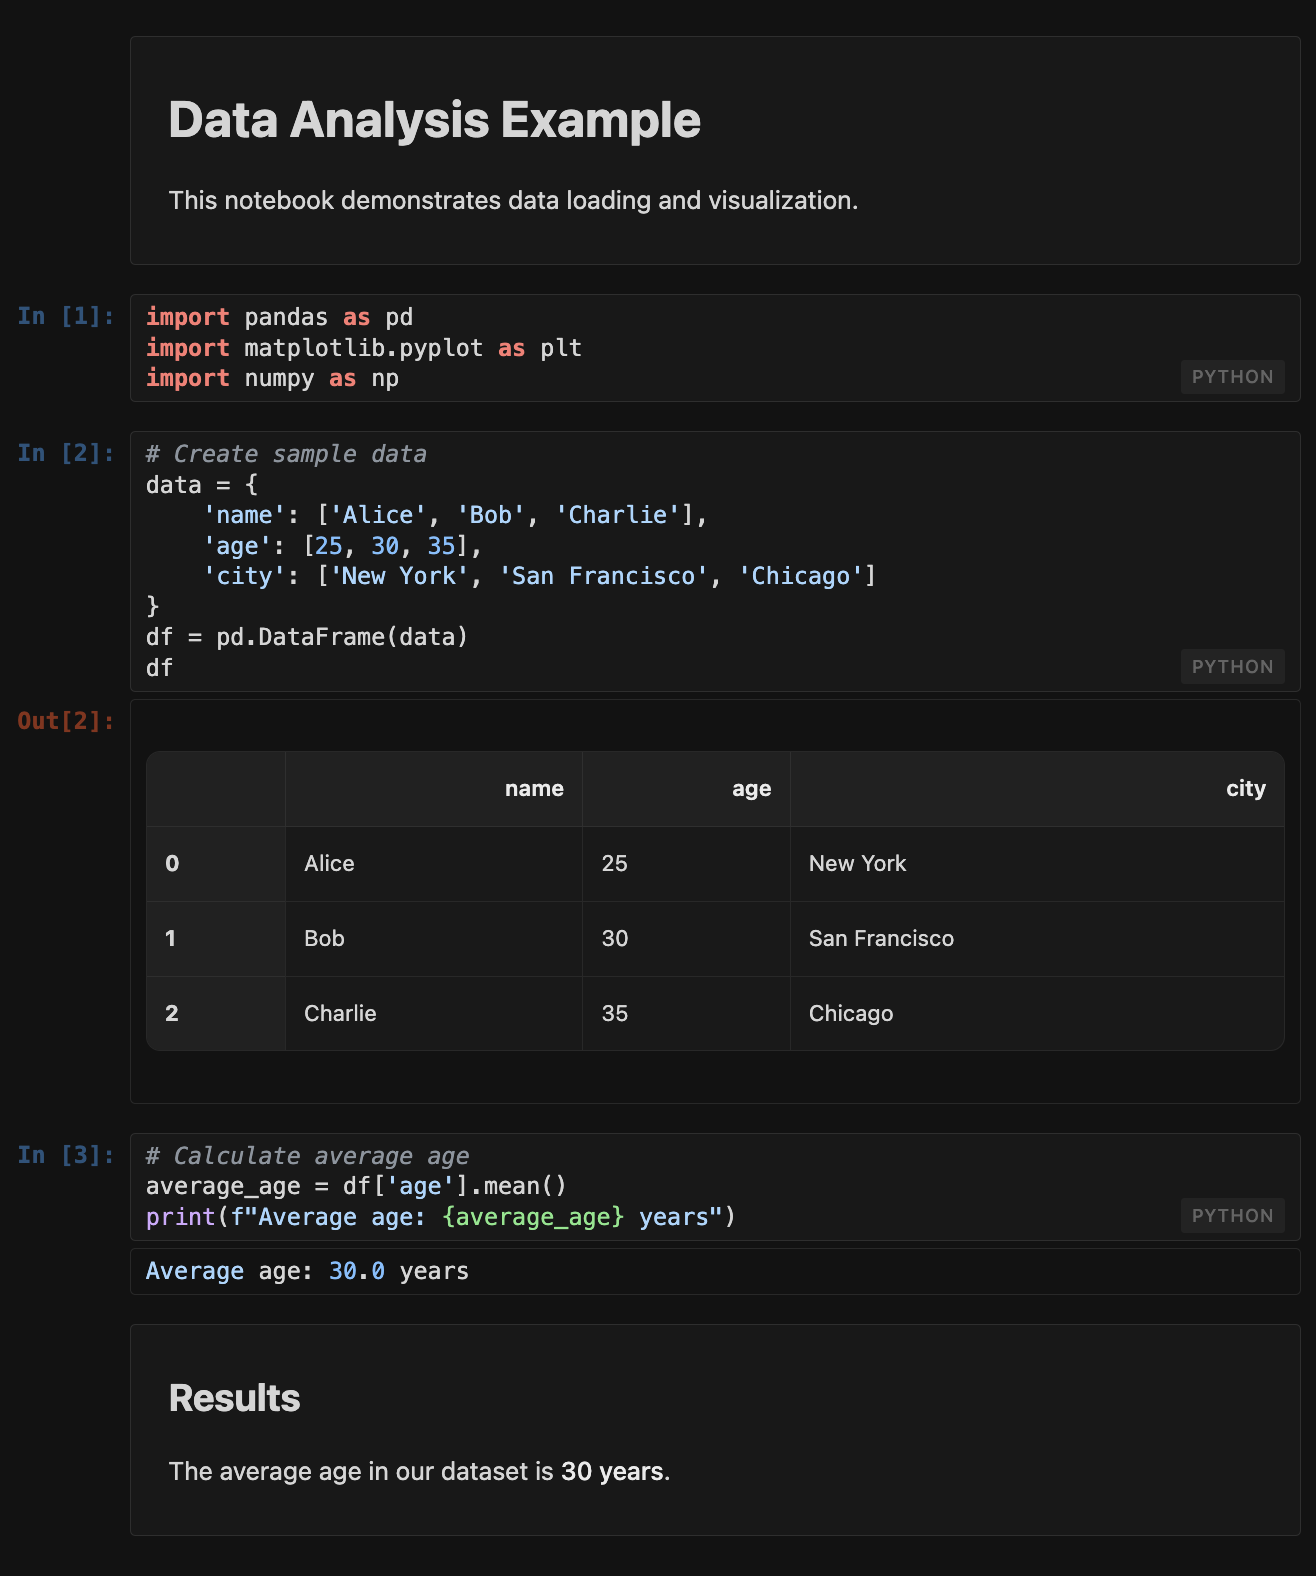 Data Analysis Example
This notebook demonstrates data loading and visualization.
In [1]:
import pandas as pd
import matplotlib.pyplot as plt
import numpy as np
PYTHON
In [2]:
# Create sample data
data = {
    'name': ['Alice', 'Bob', 'Charlie'],
    'age': [25, 30, 35],
    'city': ['New York', 'San Francisco', 'Chicago']
}
df = pd.DataFrame(data)
df
PYTHON
Out[2]:
name age city
0 Alice 25 New York
1 Bob 30 San Francisco
2 Charlie 35 Chicago
In [3]:
# Calculate average age
average_age = df['age'].mean()
print(f"Average age: {average_age} years")
PYTHON
Average age: 30.0 years
Results
The average age in our dataset is 30 years.